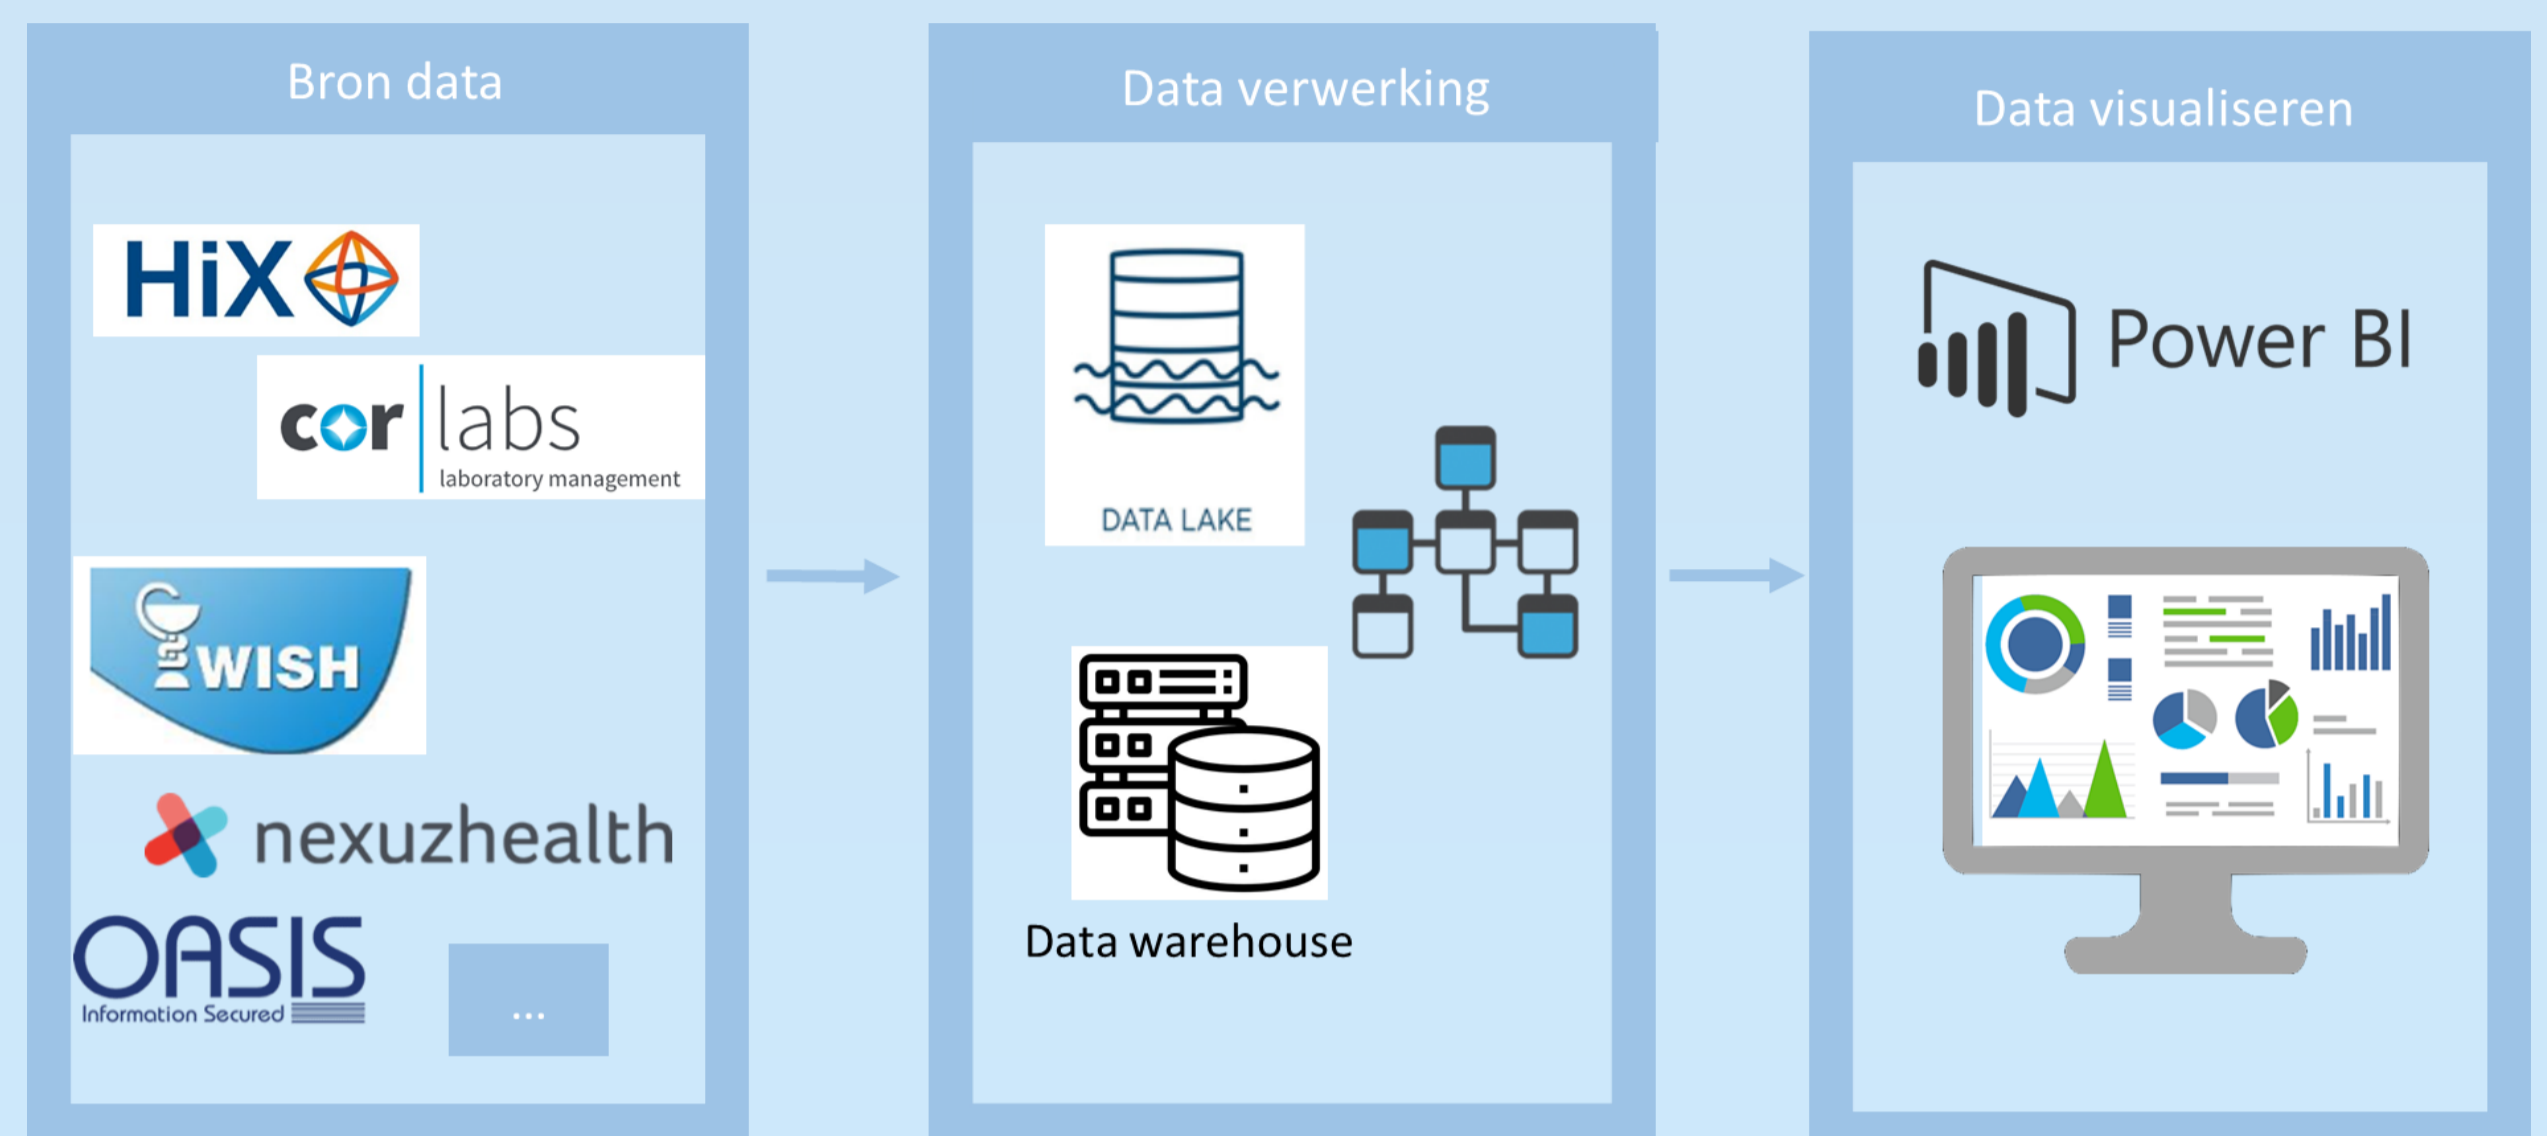 Bron data
HiX
cor labs
laboratory management
WISH
nexuzhealth
OASIS
Information Secured
...
Data verwerking
DATA LAKE
Data warehouse
Data visualiseren
Power BI